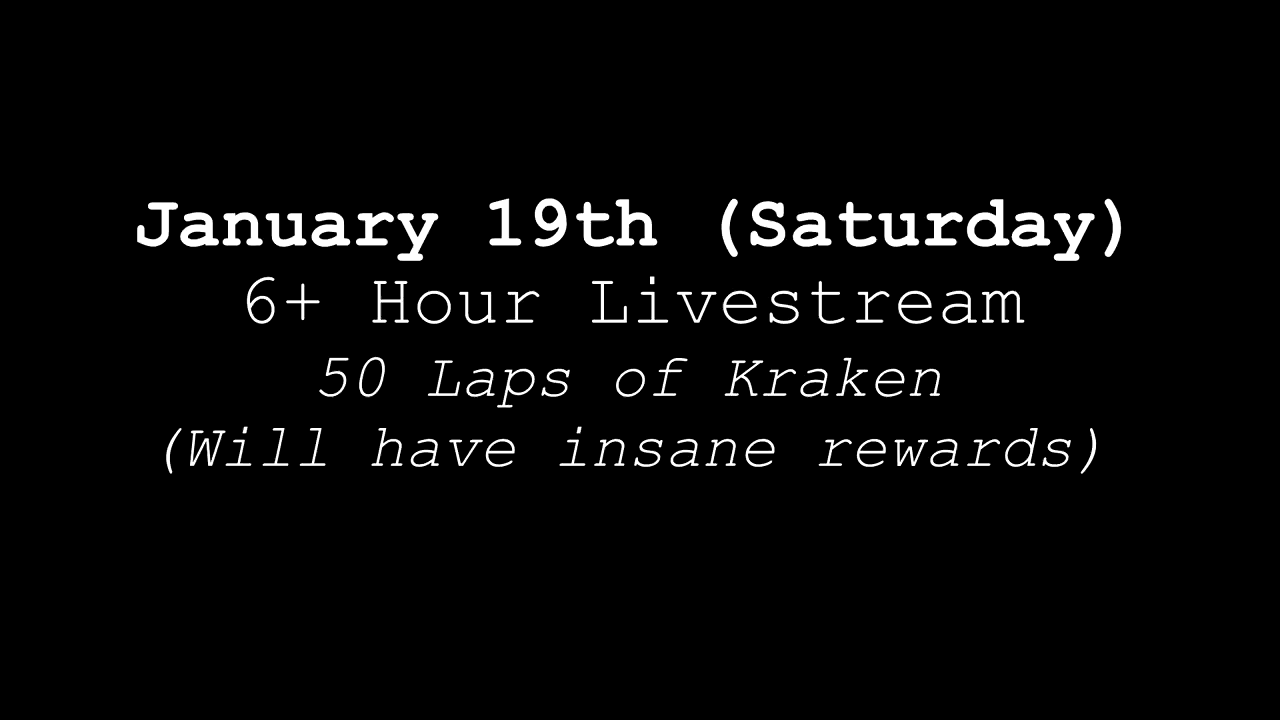 January 19th (Saturday)
6+ Hour Livestream
50 Laps of Kraken
(Will have insane rewards)